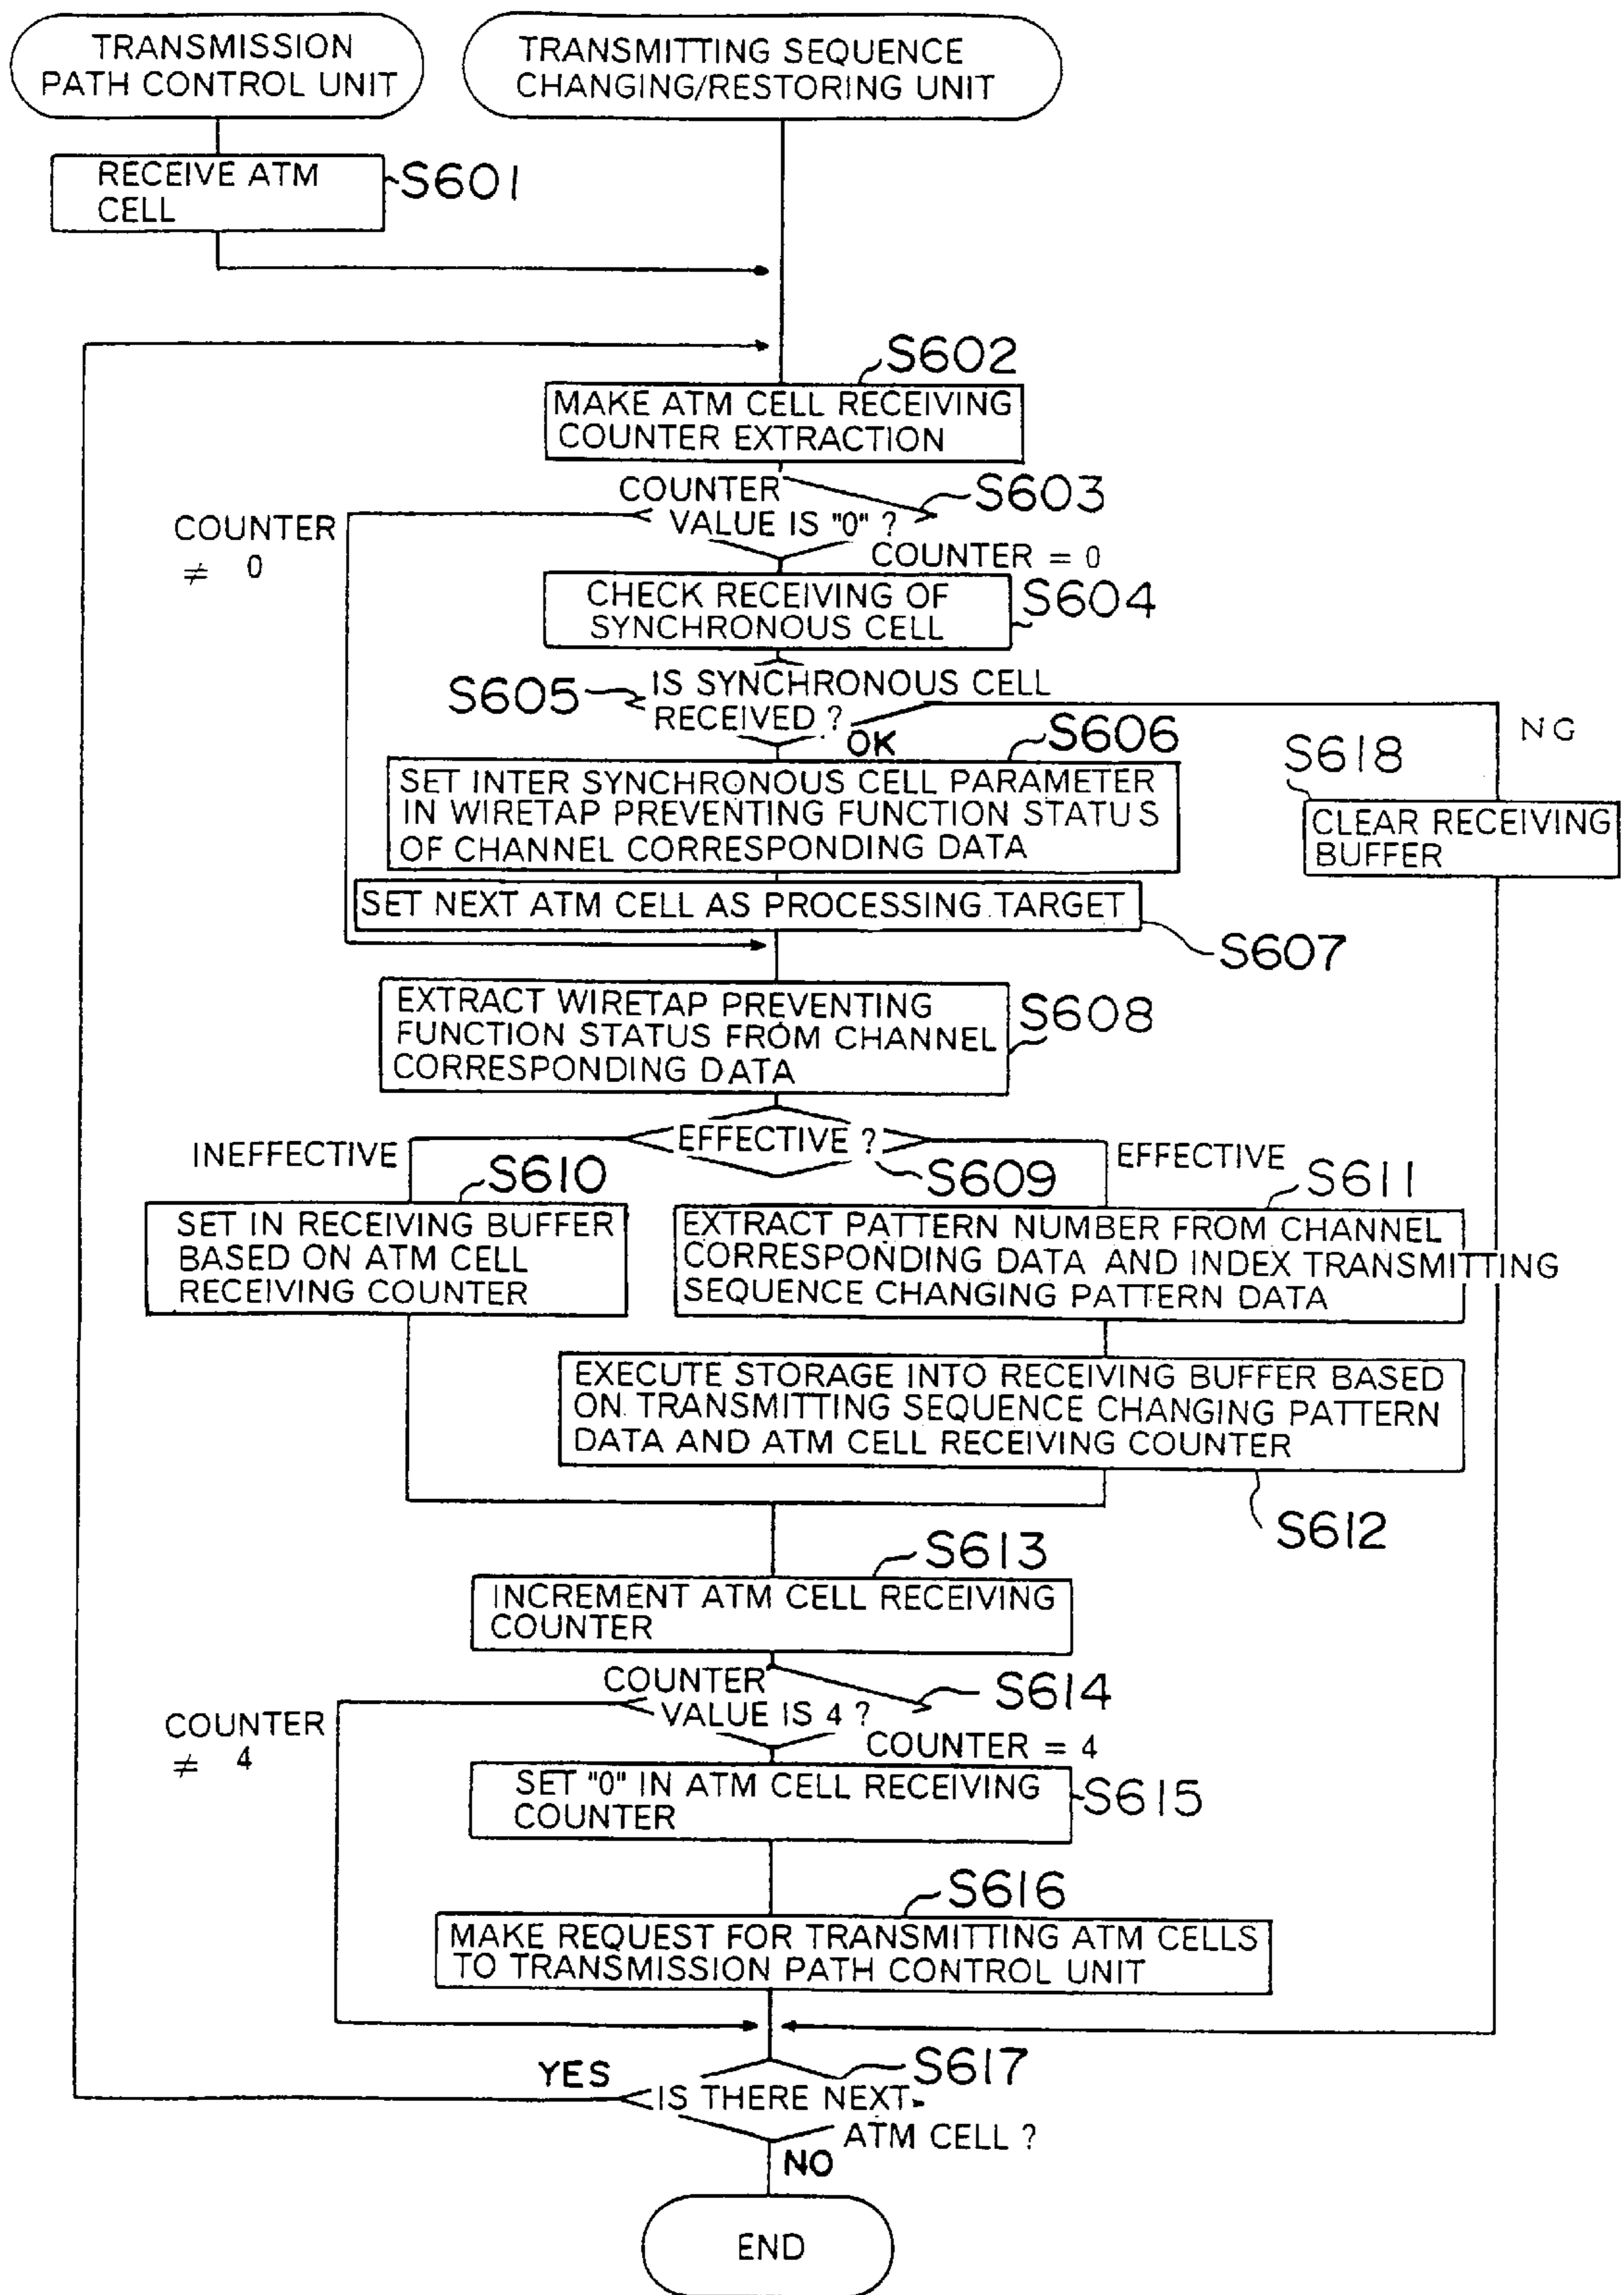 TRANSMISSION
PATH CONTROL UNIT
TRANSMITTING SEQUENCE
CHANGING/RESTORING UNIT
RECEIVE ATM
CELL
S601
S602
MAKE ATM CELL RECEIVING
COUNTER EXTRACTION
COUNTER
VALUE IS "0" ?
S603
COUNTER
≠ 0
COUNTER = 0
CHECK RECEIVING OF
SYNCHRONOUS CELL
S604
S605
IS SYNCHRONOUS CELL
RECEIVED ?
OK
NG
S606
SET INTER SYNCHRONOUS CELL PARAMETER
IN WIRETAP PREVENTING FUNCTION STATUS
OF CHANNEL CORRESPONDING DATA
S618
CLEAR RECEIVING
BUFFER
SET NEXT ATM CELL AS PROCESSING TARGET
S607
EXTRACT WIRETAP PREVENTING
FUNCTION STATUS FROM CHANNEL
CORRESPONDING DATA
S608
INEFFECTIVE
EFFECTIVE ?
EFFECTIVE
S609
S610
SET IN RECEIVING BUFFER
BASED ON ATM CELL
RECEIVING COUNTER
S611
EXTRACT PATTERN NUMBER FROM CHANNEL
CORRESPONDING DATA AND INDEX TRANSMITTING
SEQUENCE CHANGING PATTERN DATA
EXECUTE STORAGE INTO RECEIVING BUFFER BASED
ON TRANSMITTING SEQUENCE CHANGING PATTERN
DATA AND ATM CELL RECEIVING COUNTER
S612
S613
INCREMENT ATM CELL RECEIVING
COUNTER
COUNTER
VALUE IS 4 ?
S614
COUNTER
≠ 4
COUNTER = 4
SET "0" IN ATM CELL RECEIVING
COUNTER
S615
S616
MAKE REQUEST FOR TRANSMITTING ATM CELLS
TO TRANSMISSION PATH CONTROL UNIT
YES
S617
IS THERE NEXT
ATM CELL ?
NO
END